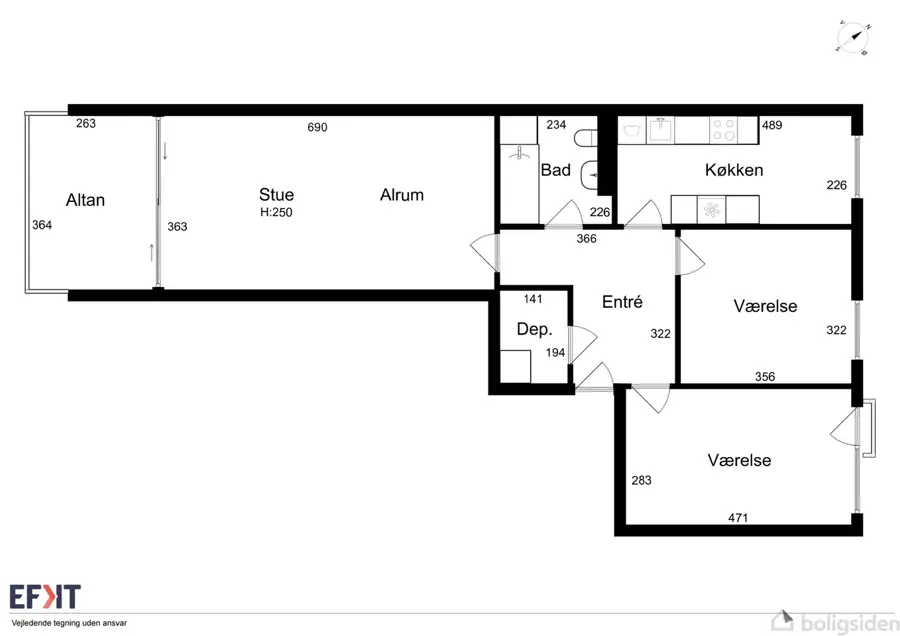 V N
S Ø
263
690
234
489
Altan
Stue
H:250
Alrum
Bad
Køkken
226
364
363
226
366
141
Dep.
194
Entré
322
Værelse
322
356
Værelse
283
471
EFKT
Vejledende tegning uden ansvar
boligsiden